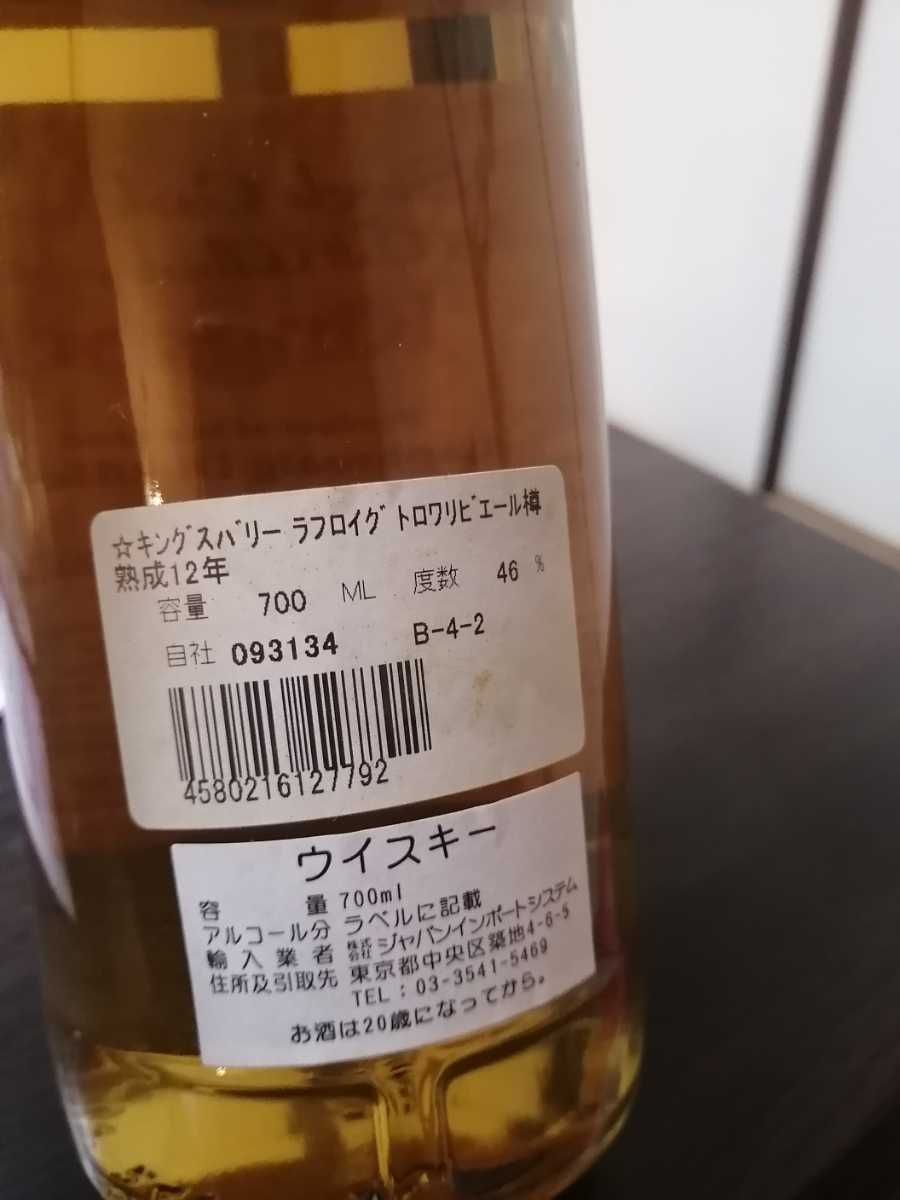 ☆ｷﾝｸﾞｽﾊﾞﾘｰ ﾗﾌﾛｲｸﾞ ﾄﾛﾜﾘﾋﾞｴｰﾙ樽
熟成12年
容量 700 ML 度数 46 %
自社 093134 B-4-2
4580216127792
ウイスキー
容量 700ml
アルコール分 ラベルに記載
輸入業者 株式会社 ジャパンインポートシステム
住所及引取先 東京都中央区築地4-6-5
TEL：03-3541-5469
お酒は20歳になってから。